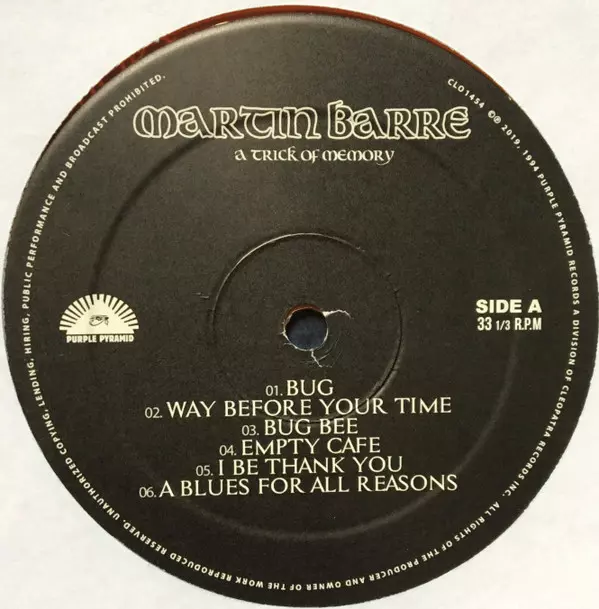 MARTIN BARRE
A TRICK OF MEMORY
PURPLE PYRAMID
SIDE A
33 1/3 R.P.M
01. BUG
02. WAY BEFORE YOUR TIME
03. BUG BEE
04. EMPTY CAFE
05. I BE THANK YOU
06. A BLUES FOR ALL REASONS
CLO1454 ©℗ 2019, 1994 PURPLE PYRAMID RECORDS A DIVISION OF CLEOPATRA RECORDS INC. ALL RIGHTS OF THE PRODUCER AND OWNER OF THE WORK REPRODUCED RESERVED. UNAUTHORIZED COPYING, LENDING, HIRING, PUBLIC PERFORMANCE AND BROADCAST PROHIBITED.